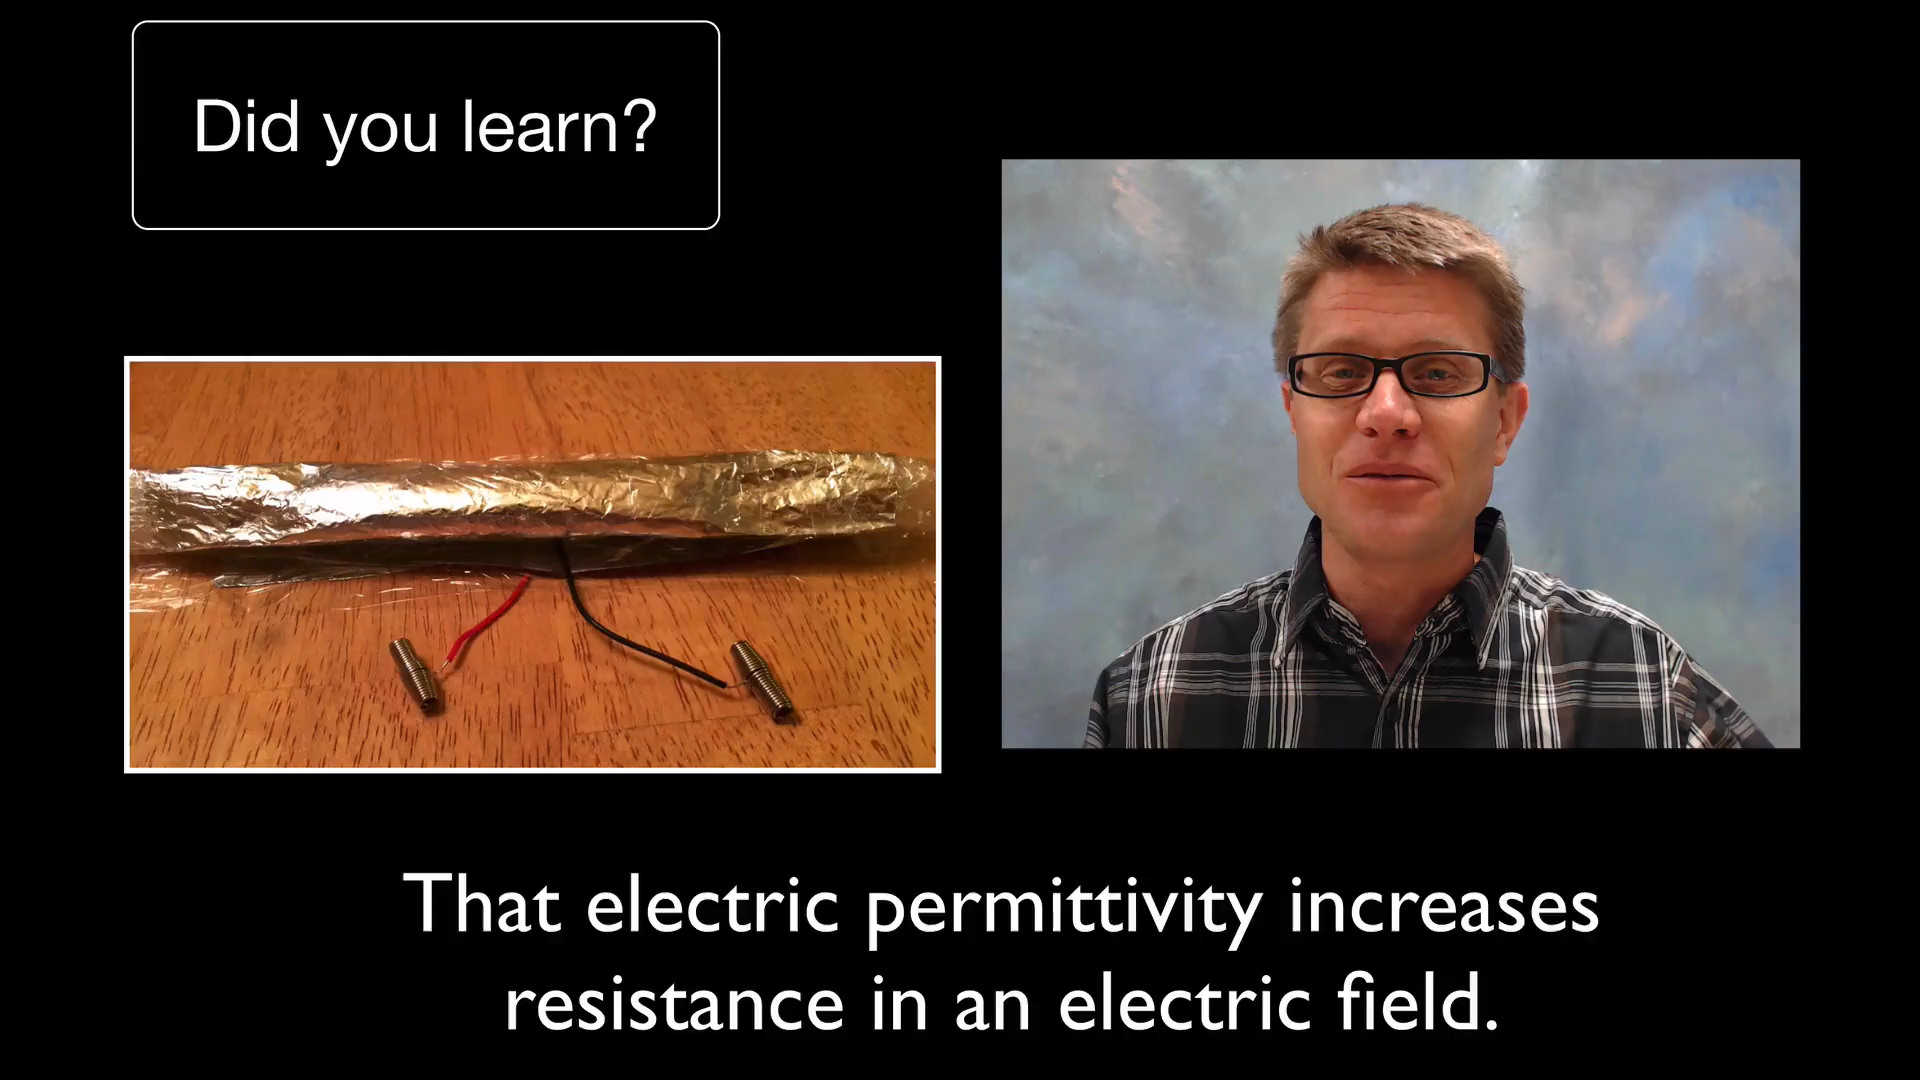 Did you learn?
That electric permittivity increases
resistance in an electric field.